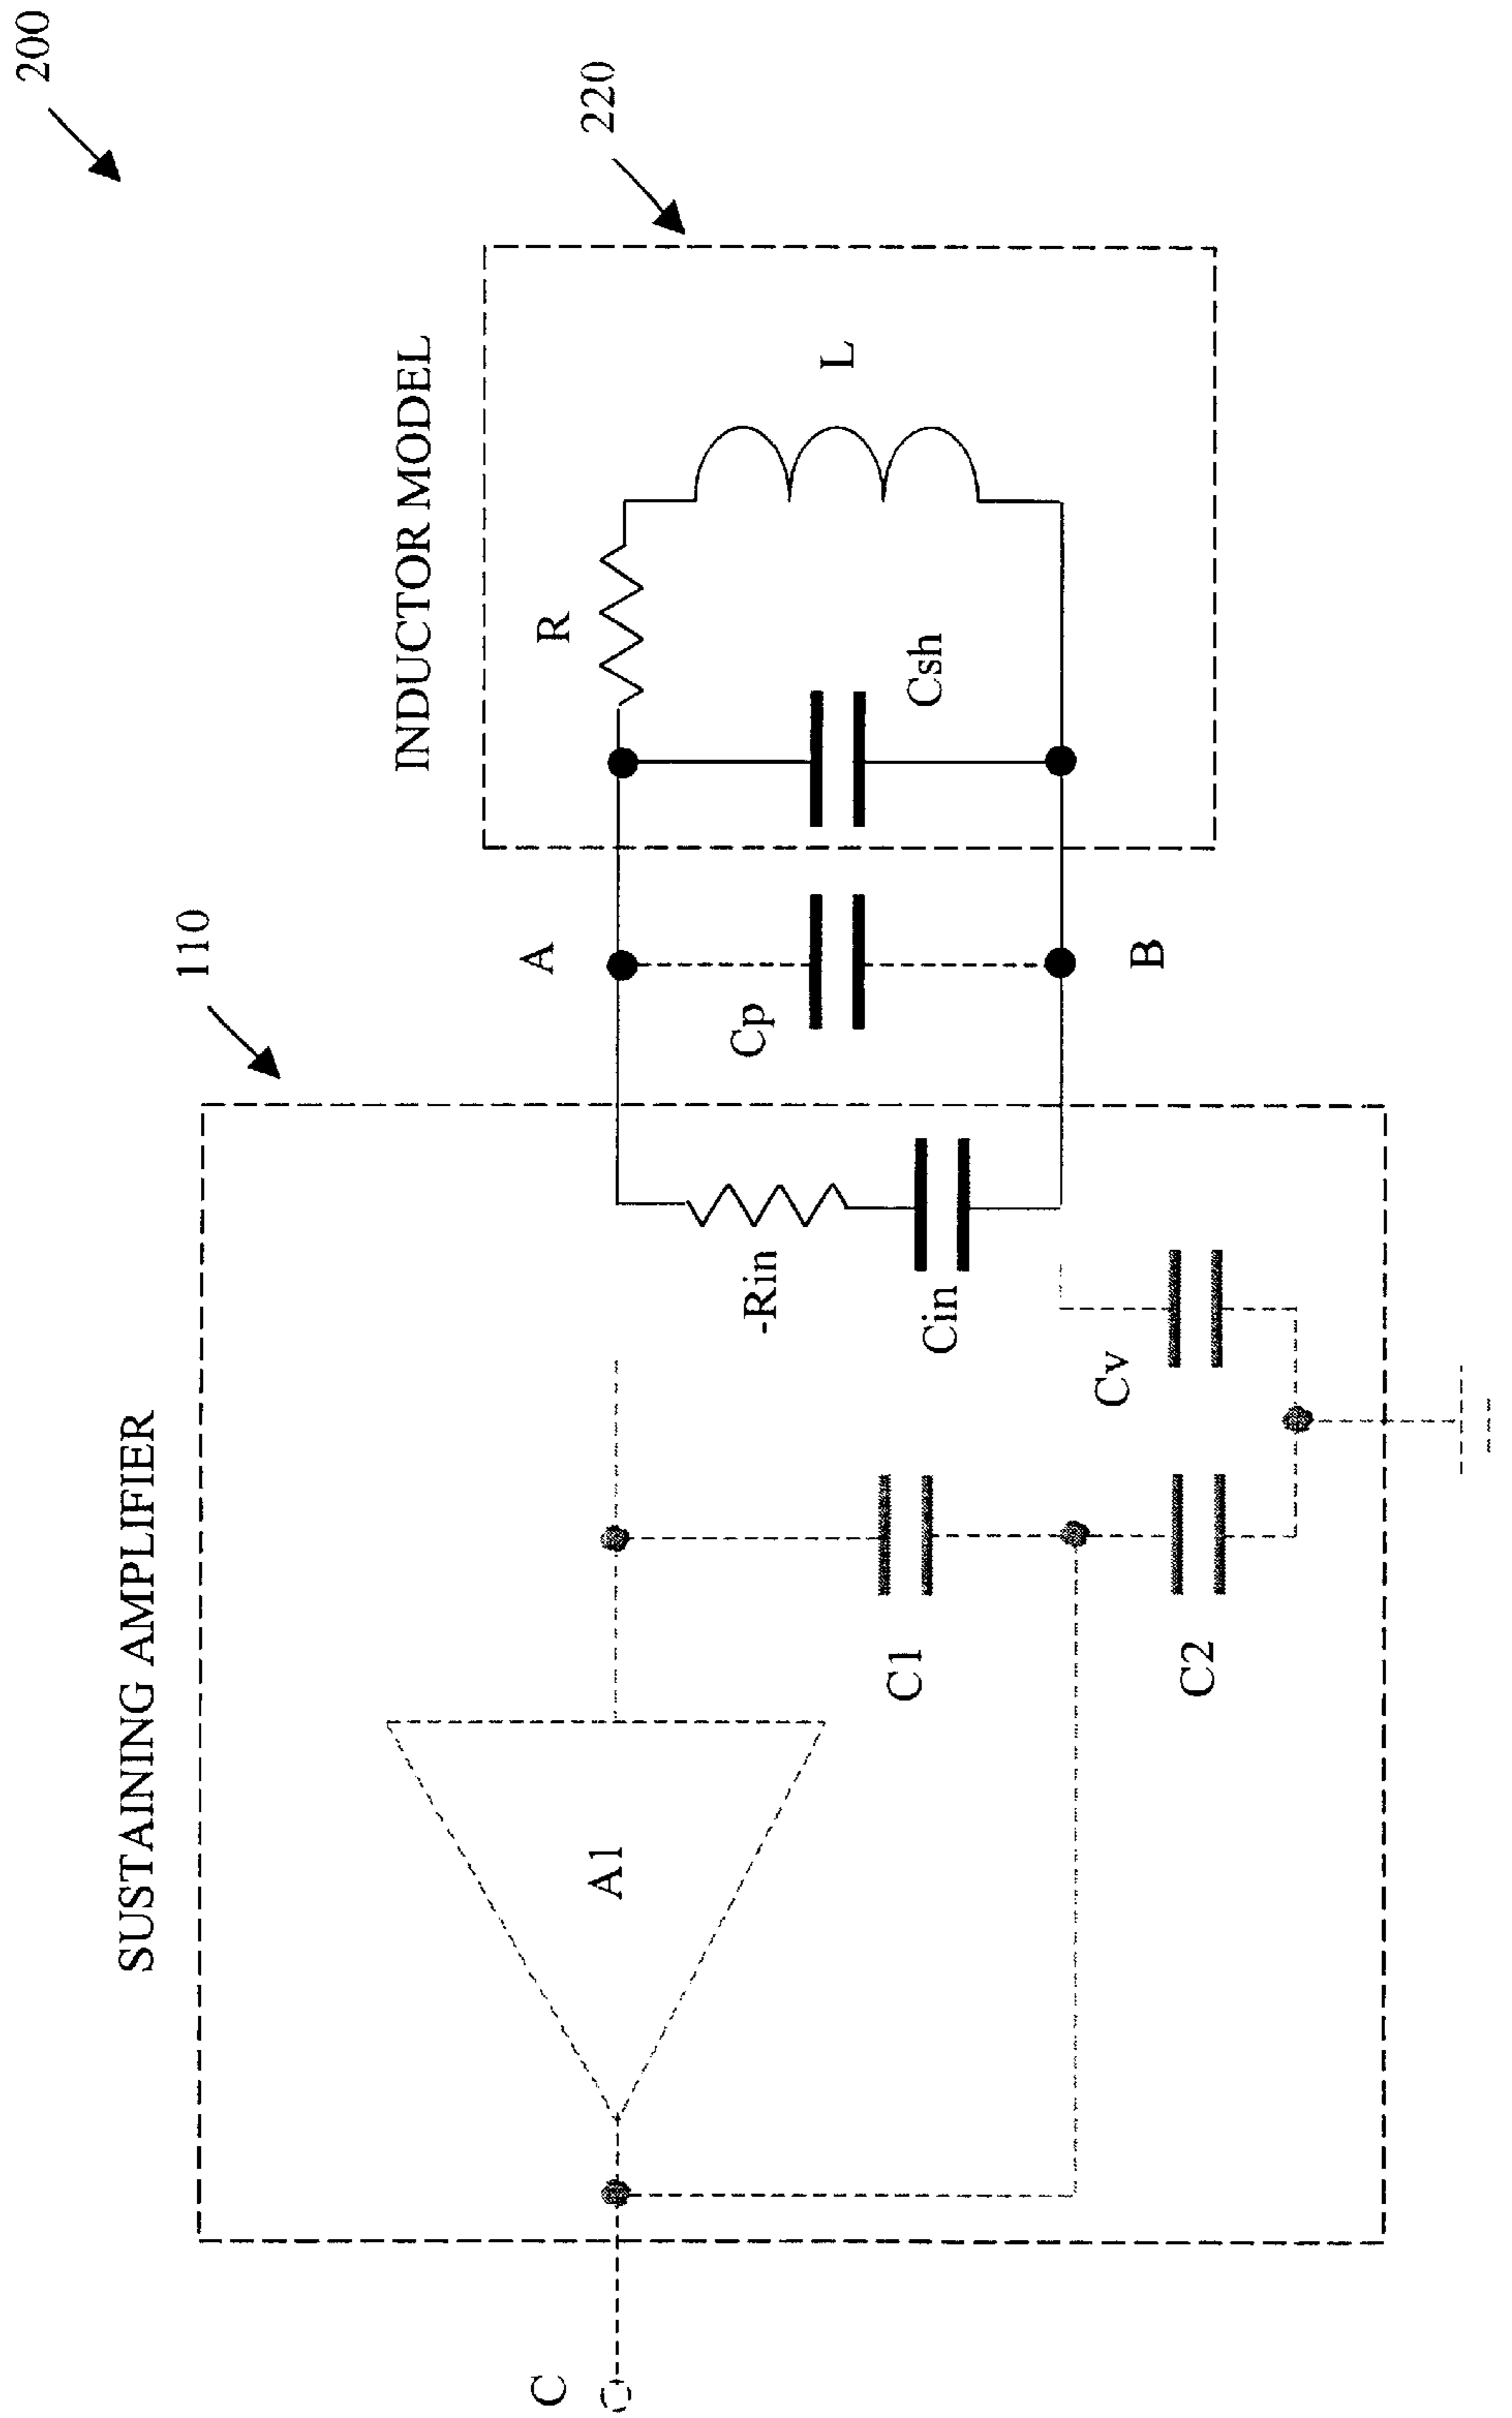 200
220
INDUCTOR MODEL
L
R
Csh
110
A
B
Cp
-Rin
Cin
SUSTAINING AMPLIFIER
Cv
C1
C2
A1
C